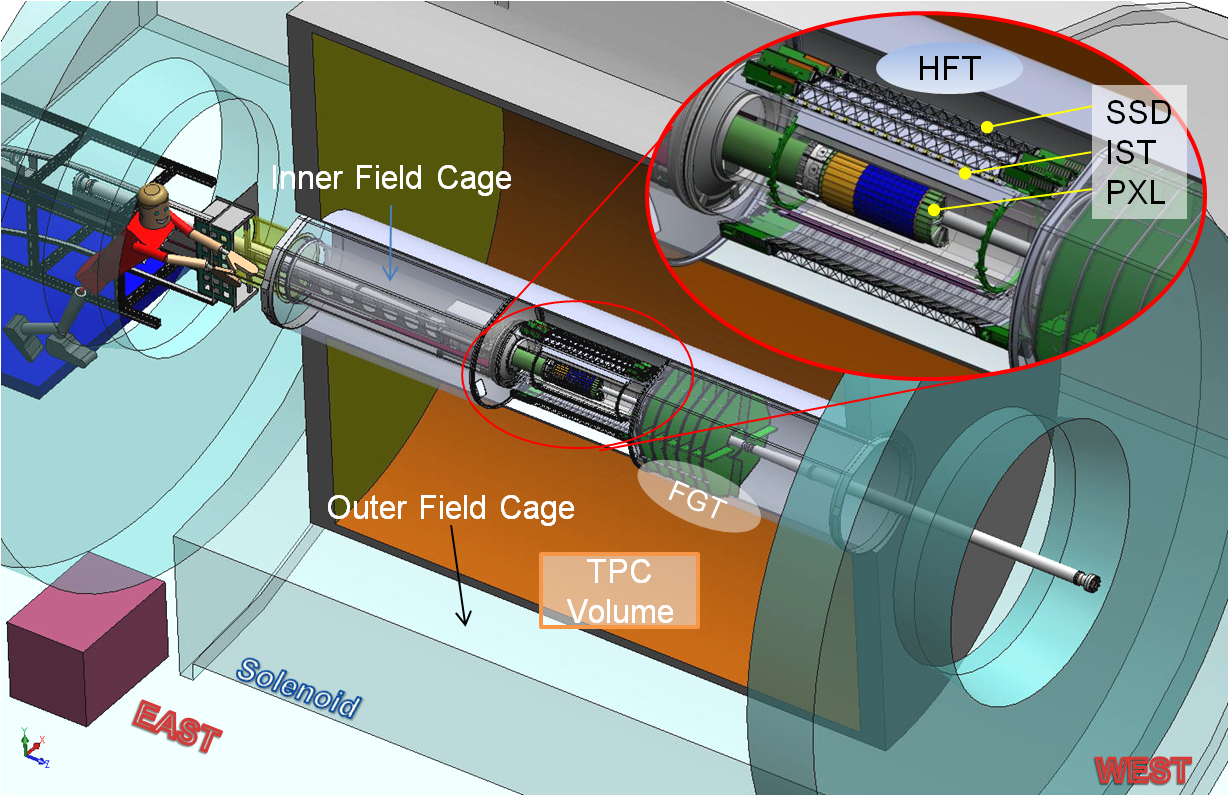 HFT
SSD
IST
PXL
Inner Field Cage
FGT
Outer Field Cage
TPC
Volume
Solenoid
EAST
WEST
Y
X
Z